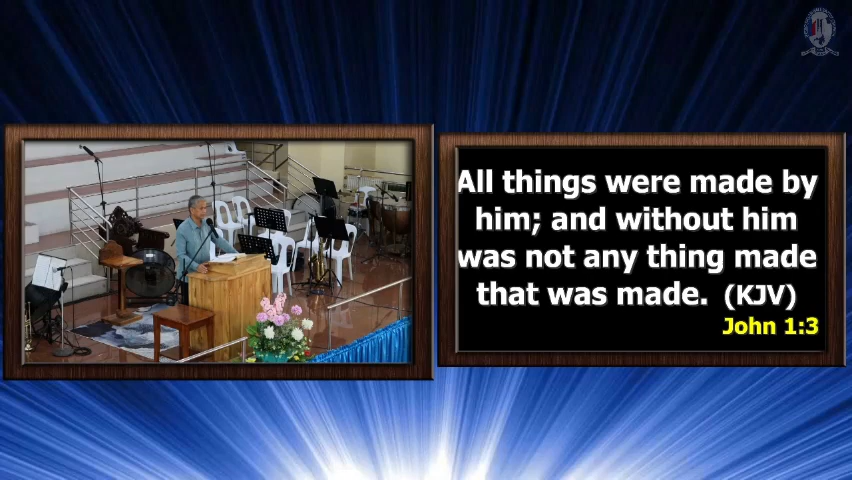 All things were made by
him; and without him
was not any thing made
that was made. (KJV)
John 1:3